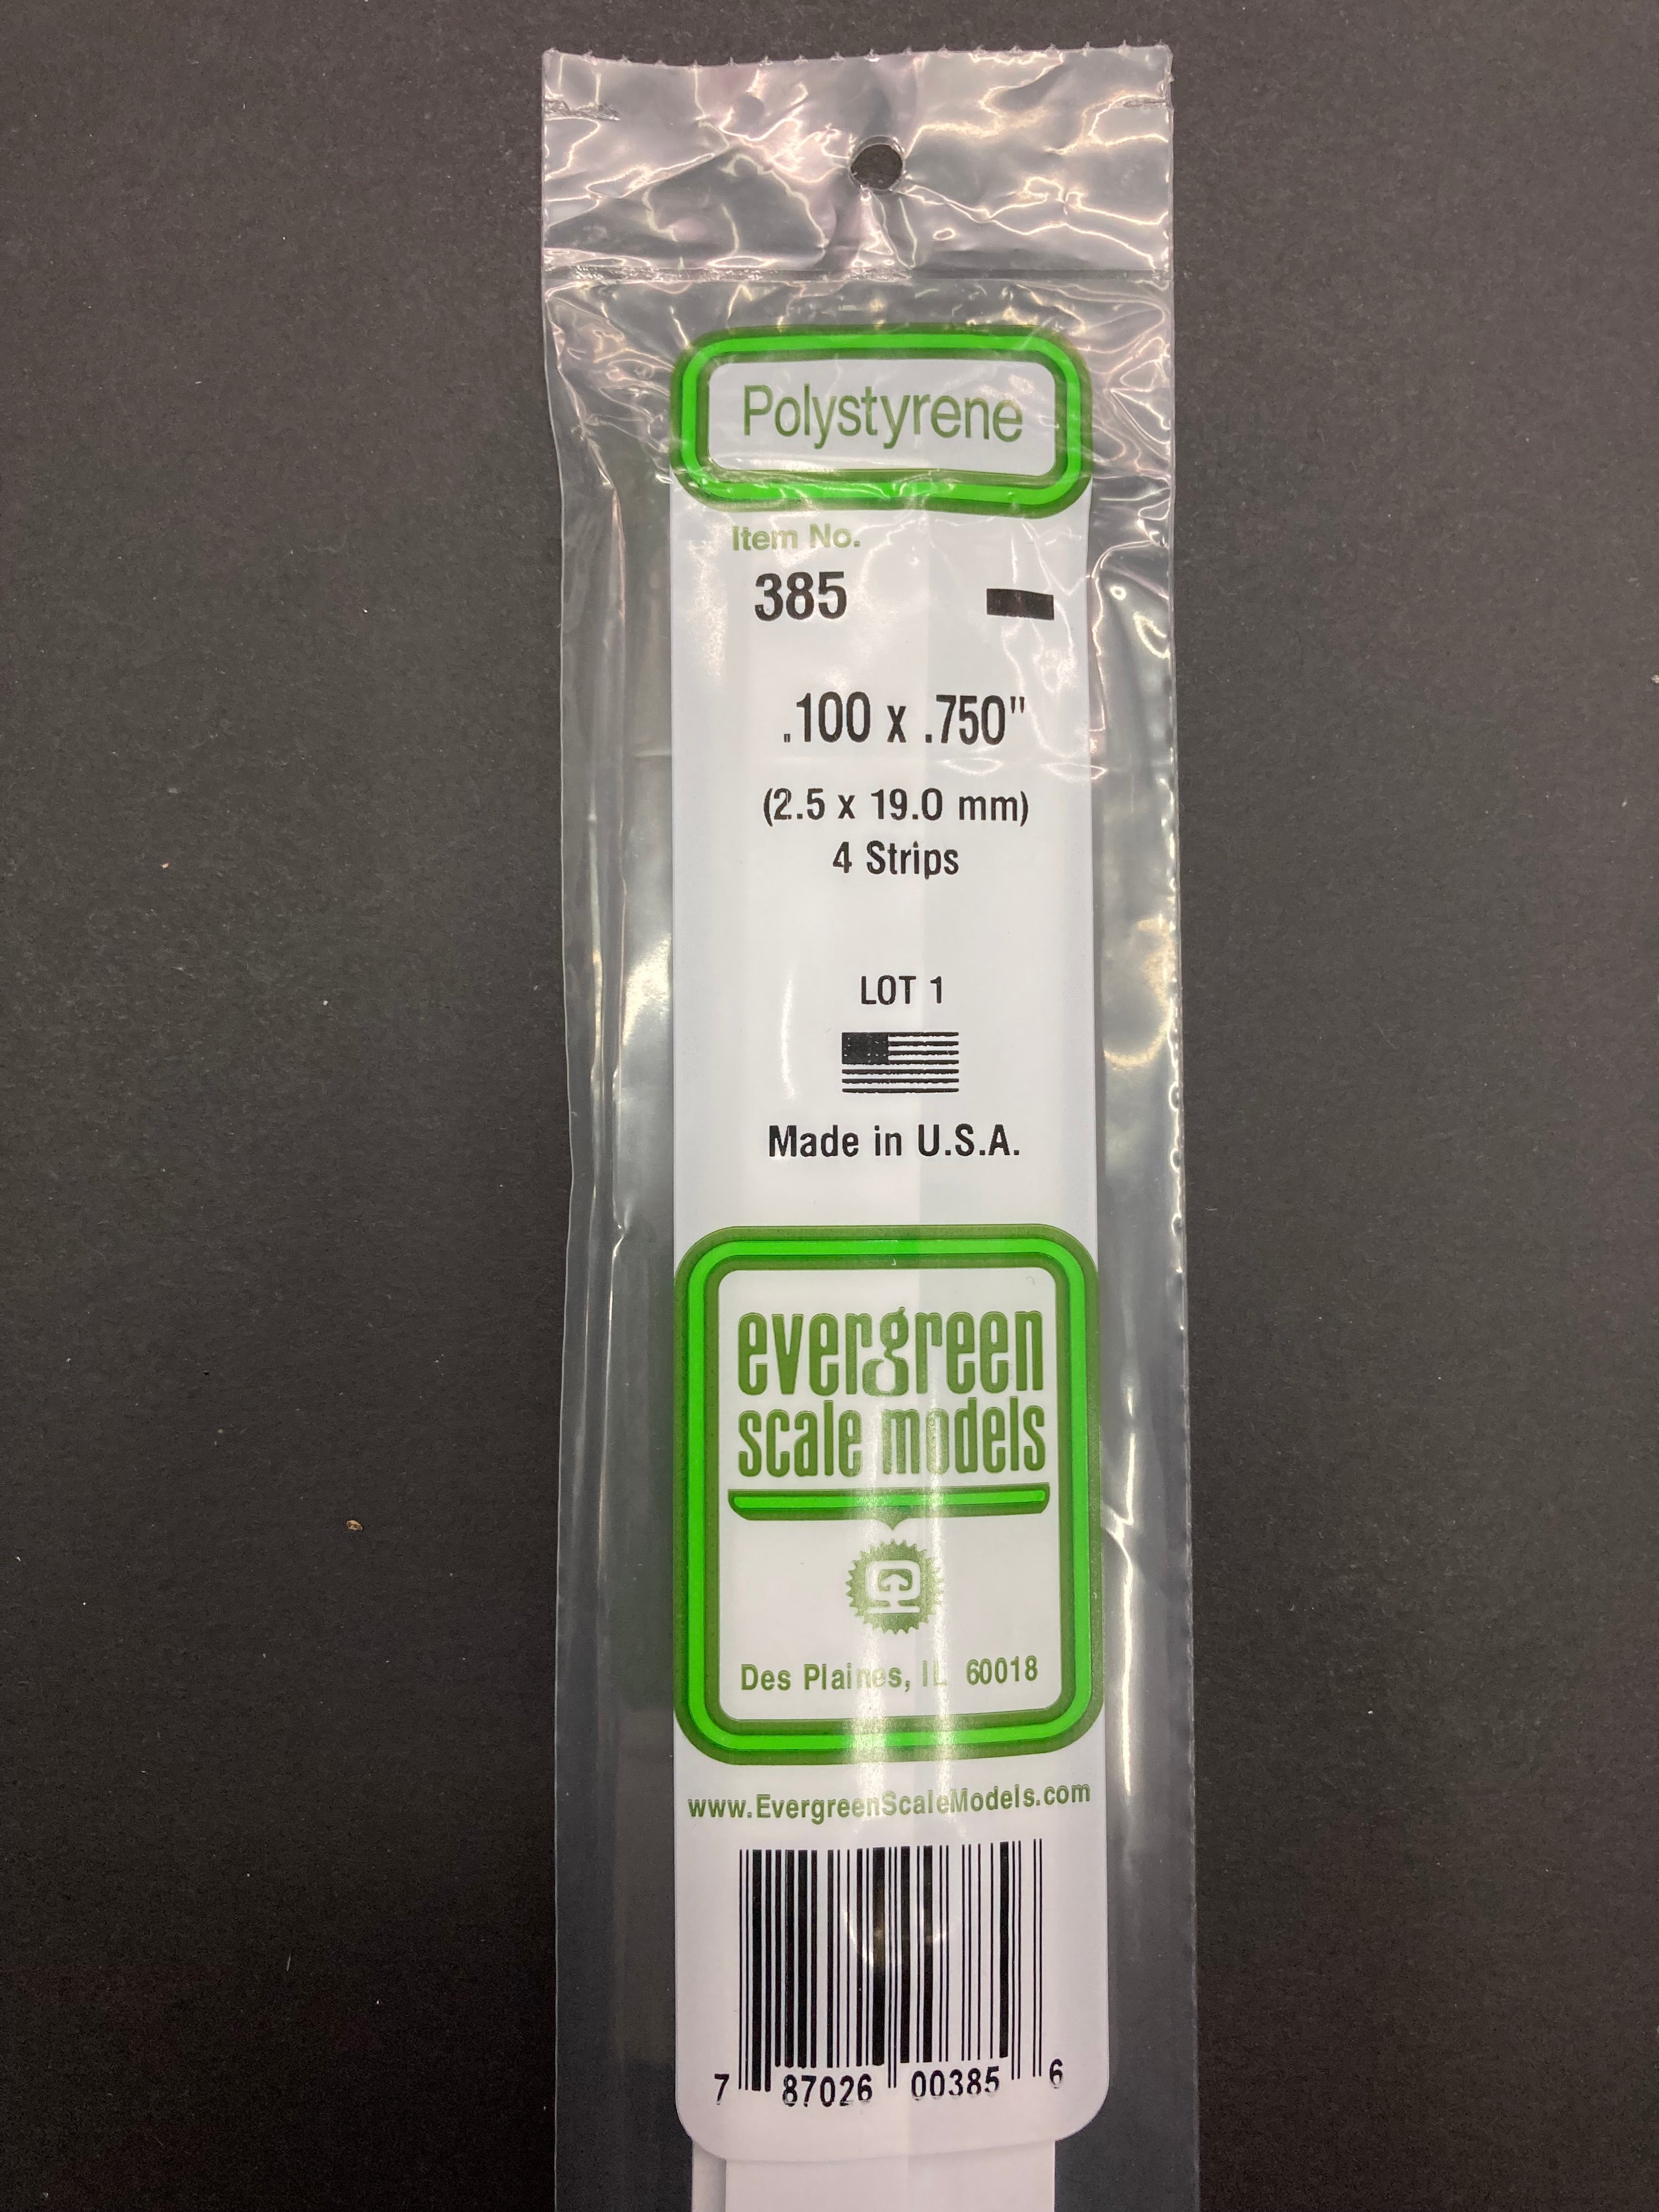 Polystyrene
Item No.
385
.100 x .750"
(2.5 x 19.0 mm)
4 Strips
LOT 1
Made in U.S.A.
evergreen
scale models
Des Plaines, IL 60018
www.EvergreenScaleModels.com
7 87026 00385 6